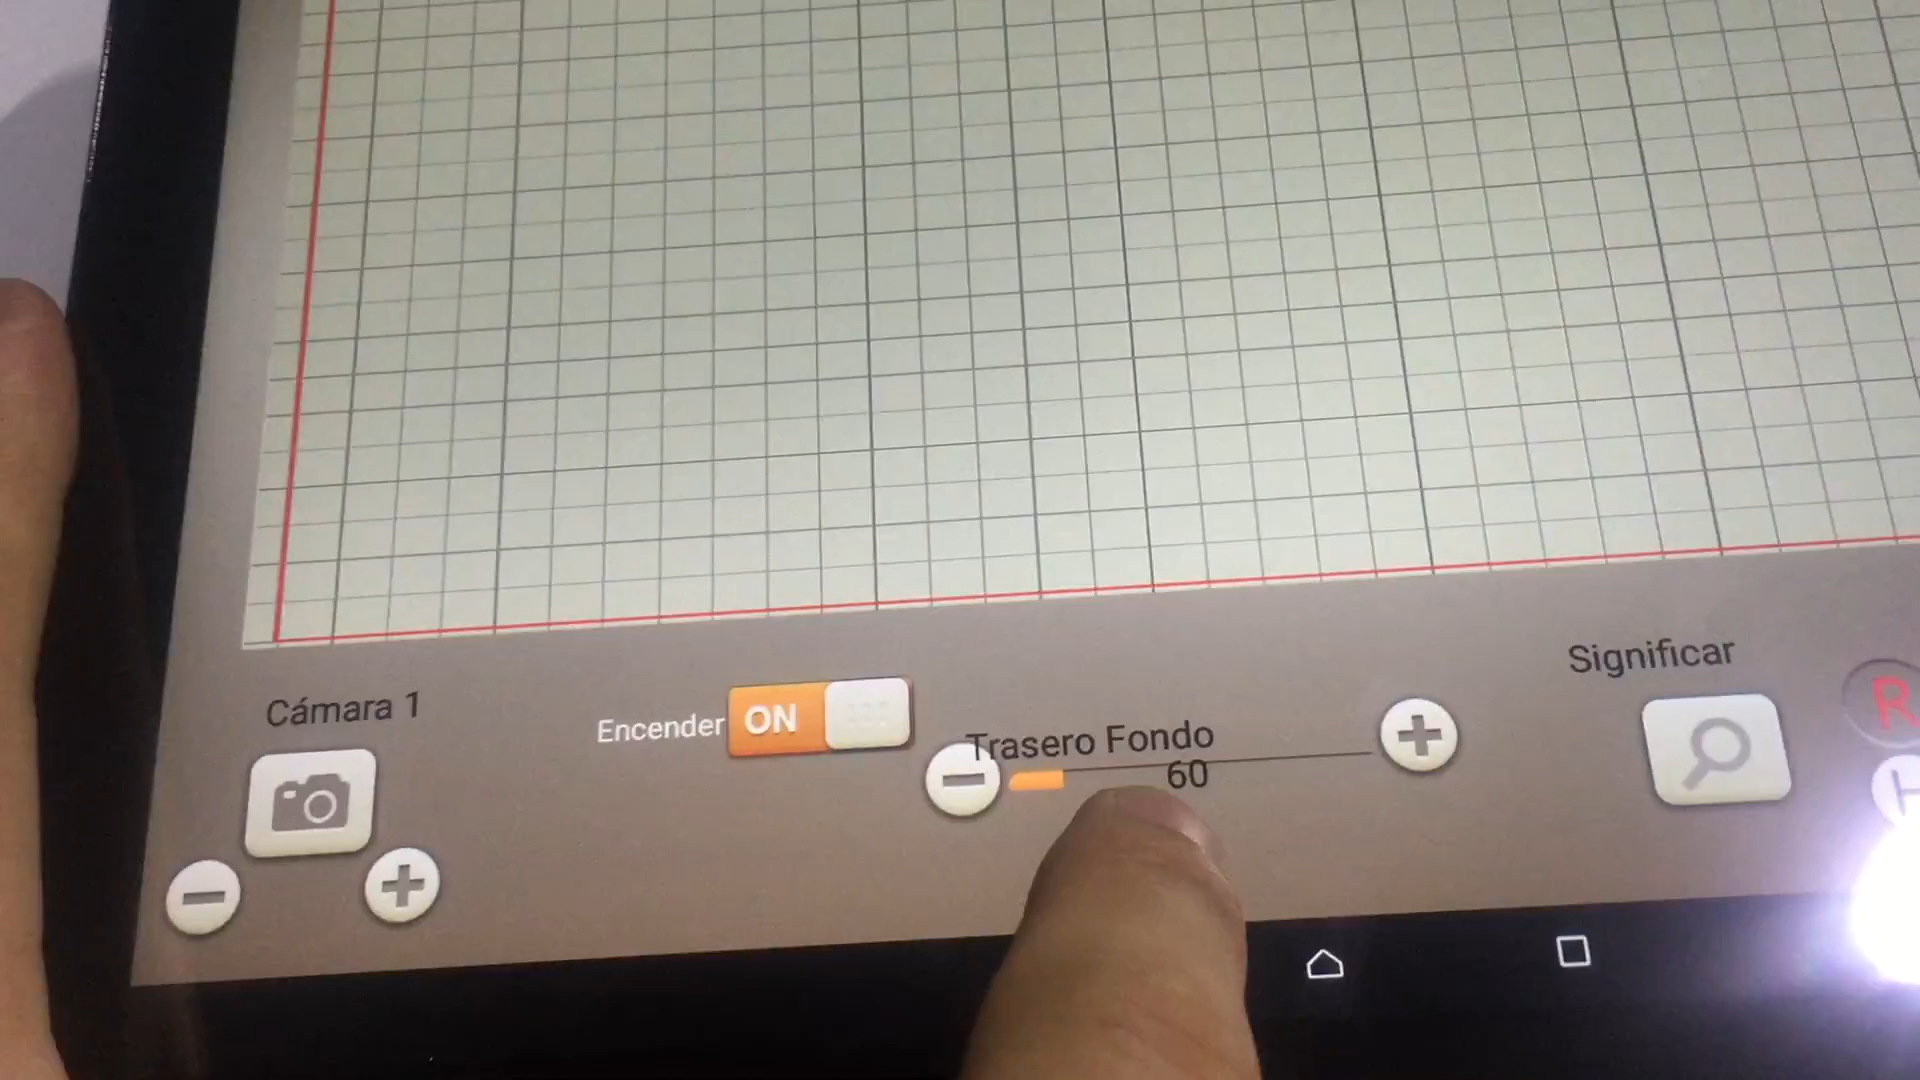 Cámara 1
Encender ON
Trasero Fondo
60
Significar
R